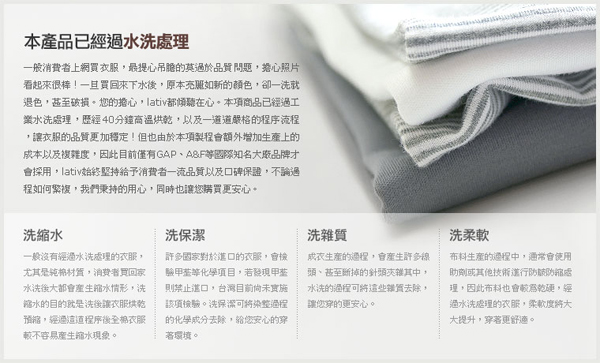 本產品已經過水洗處理
一般消費者上網買衣服，最提心吊膽的莫過於品質問題，擔心照片
看起來很棒！一旦買回來下水後，原本亮麗如新的顏色，卻一洗就
退色，甚至破損。您的擔心，lativ都傾聽在心。本項商品已經過工
業水洗處理，歷經40分鐘高溫烘乾，以及一道道嚴格的程序流程
，讓衣服的品質更加穩定！但也由於本項製程會額外增加生產上的
成本以及複雜度，因此目前僅有GAP、A&F等國際知名大廠品牌才
會採用，lativ始終堅持給予消費者一流品質以及口碑保證，不論過
程如何繁複，我們秉持的用心，同時也讓您購買更安心。
洗縮水
一般沒有經過水洗處理的衣服，
尤其是純棉材質，消費者買回家
水洗後大都會產生縮水情形，洗
縮水的目的就是洗後讓衣服烘乾
預縮，經過這道程序後全棉衣服
較不容易產生縮水現象。
洗保潔
許多國家對於進口的衣服，會檢
驗甲醛等化學項目，若發現甲醛
則禁止進口，台灣目前尚未實施
該項檢驗。洗保潔可將染整過程
的化學成分去除，給您安心的穿
著環境。
洗雜質
成衣生產的過程，會產生許多線
頭、甚至斷掉的針頭夾雜其中，
水洗的過程可將這些雜質去除，
讓您穿的更安心。
洗柔軟
布料生產的過程中，通常會使用
助劑或其他技術進行防皺防縮處
理，因此布料也會較為乾硬，經
過水洗處理的衣服，柔軟度將大
大提升，穿著更舒適。